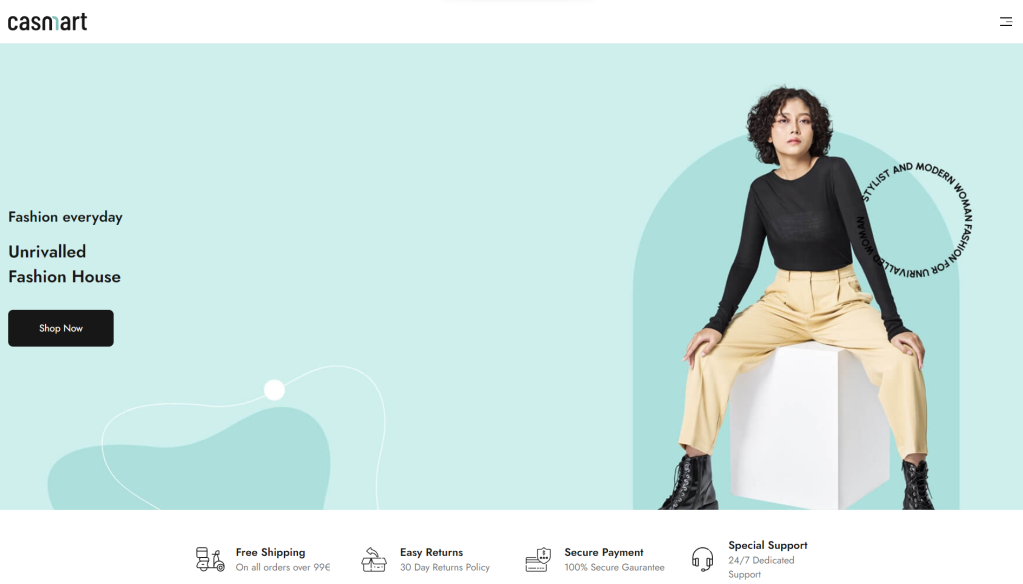 casmart
Fashion everyday
Unrivalled
Fashion House
Shop Now
STYLIST AND MODERN WOMAN FASHION FOR UNRIVALLED WOMAN
Free Shipping
On all orders over 99€
Easy Returns
30 Day Returns Policy
Secure Payment
100% Secure Gaurantee
Special Support
24/7 Dedicated
Support